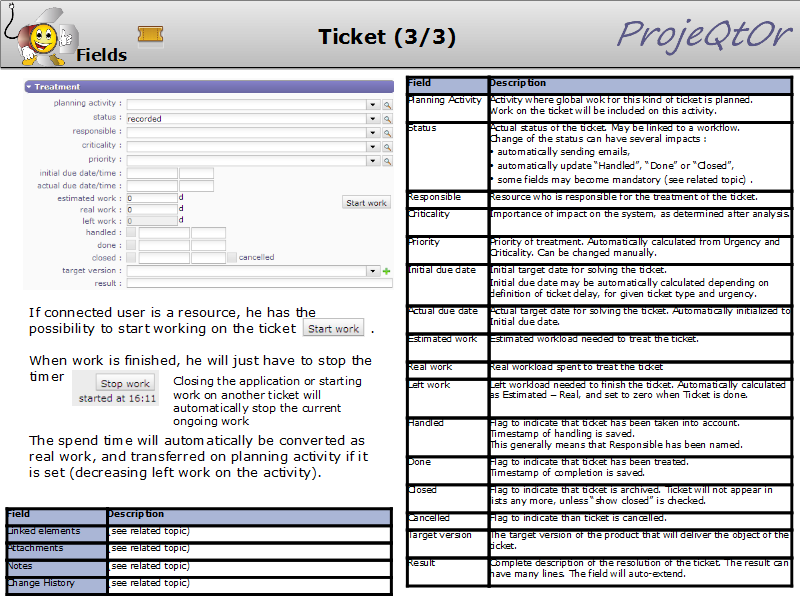 Fields
Ticket (3/3)
ProjeQtOr
Treatment
planning activity :
status : recorded
responsible :
criticality :
priority :
initial due date/time :
actual due date/time :
estimated work : 0 d
real work : 0 d
left work : 0 d
Start work
handled :
done :
closed : cancelled
target version :
result :
If connected user is a resource, he has the
possibility to start working on the ticket Start work .
When work is finished, he will just have to stop the
timer
Stop work
started at 16:11
Closing the application or starting
work on another ticket will
automatically stop the current
ongoing work
The spend time will automatically be converted as
real work, and transferred on planning activity if it
is set (decreasing left work on the activity).
Field Description
Linked elements (see related topic)
Attachments (see related topic)
Notes (see related topic)
Change History (see related topic)
Field Description
Planning Activity Activity where global wok for this kind of ticket is planned.
Work on the ticket will be included on this activity.
Status Actual status of the ticket. May be linked to a workflow.
Change of the status can have several impacts :
• automatically sending emails,
• automatically update “Handled”, “Done” or “Closed”,
• some fields may become mandatory (see related topic) .
Responsible Resource who is responsible for the treatment of the ticket.
Criticality Importance of impact on the system, as determined after analysis.
Priority Priority of treatment. Automatically calculated from Urgency and
Criticality. Can be changed manually.
Initial due date Initial target date for solving the ticket.
Initial due date may be automatically calculated depending on
definition of ticket delay, for given ticket type and urgency.
Actual due date Actual target date for solving the ticket. Automatically initialized to
Initial due date.
Estimated work Estimated workload needed to treat the ticket.
Real work Real workload spent to treat the ticket
Left work Left workload needed to finish the ticket. Automatically calculated
as Estimated – Real, and set to zero when Ticket is done.
Handled Flag to indicate that ticket has been taken into account.
Timestamp of handling is saved.
This generally means that Responsible has been named.
Done Flag to indicate that ticket has been treated.
Timestamp of completion is saved.
Closed Flag to indicate that ticket is archived. Ticket will not appear in
lists any more, unless “show closed” is checked.
Cancelled Flag to indicate than ticket is cancelled.
Target version The target version of the product that will deliver the object of the
ticket.
Result Complete description of the resolution of the ticket. The result can
have many lines. The field will auto-extend.